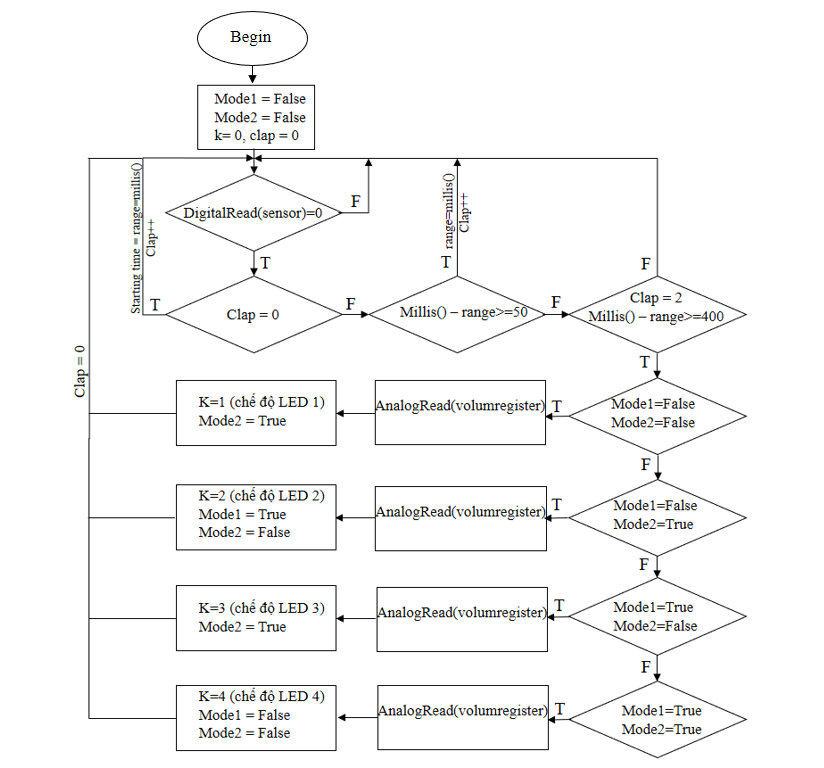 Begin
Mode1 = False
Mode2 = False
k= 0, clap = 0
DigitalRead(sensor)=0
F
T
Starting time = range=millis()
Clap++
T
Clap = 0
F
range=millis()
Clap++
T
Millis() – range>=50
F
F
Clap = 2
Millis() – range>=400
T
Clap = 0
K=1 (chế độ LED 1)
Mode2 = True
AnalogRead(volumregister)
T
Mode1=False
Mode2=False
F
K=2 (chế độ LED 2)
Mode1 = True
Mode2 = False
AnalogRead(volumregister)
T
Mode1=False
Mode2=True
F
K=3 (chế độ LED 3)
Mode2 = True
AnalogRead(volumregister)
T
Mode1=True
Mode2=False
F
K=4 (chế độ LED 4)
Mode1 = False
Mode2 = False
AnalogRead(volumregister)
T
Mode1=True
Mode2=True